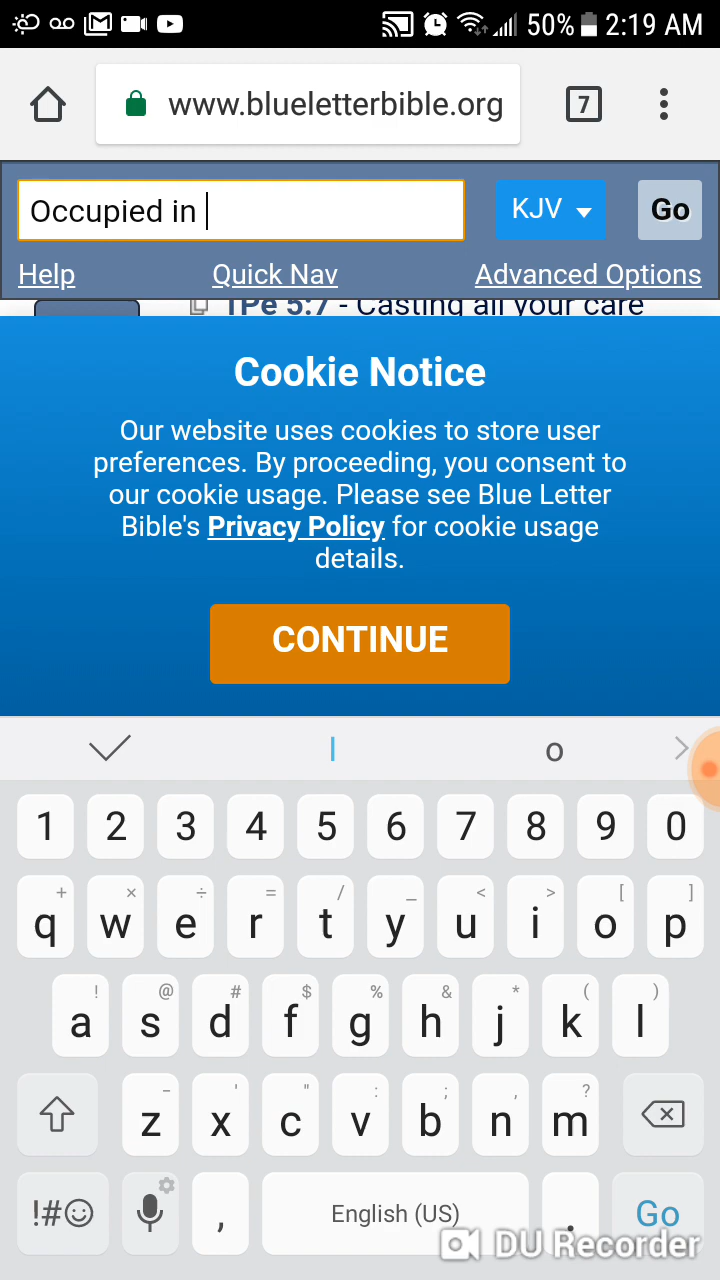 50% 2:19 AM
www.blueletterbible.org 7
Occupied in KJV Go
Help Quick Nav Advanced Options
1Pe 5:7 - Casting all your care
Cookie Notice
Our website uses cookies to store user
preferences. By proceeding, you consent to
our cookie usage. Please see Blue Letter
Bible's Privacy Policy for cookie usage
details.
CONTINUE
I o
1 2 3 4 5 6 7 8 9 0
+ × ÷ = / _ < > [ ]
q w e r t y u i o p
! @ # $ % & * ( )
a s d f g h j k l
- ' " : ; , ?
z x c v b n m
!#☺ , English (US) . Go
DU Recorder